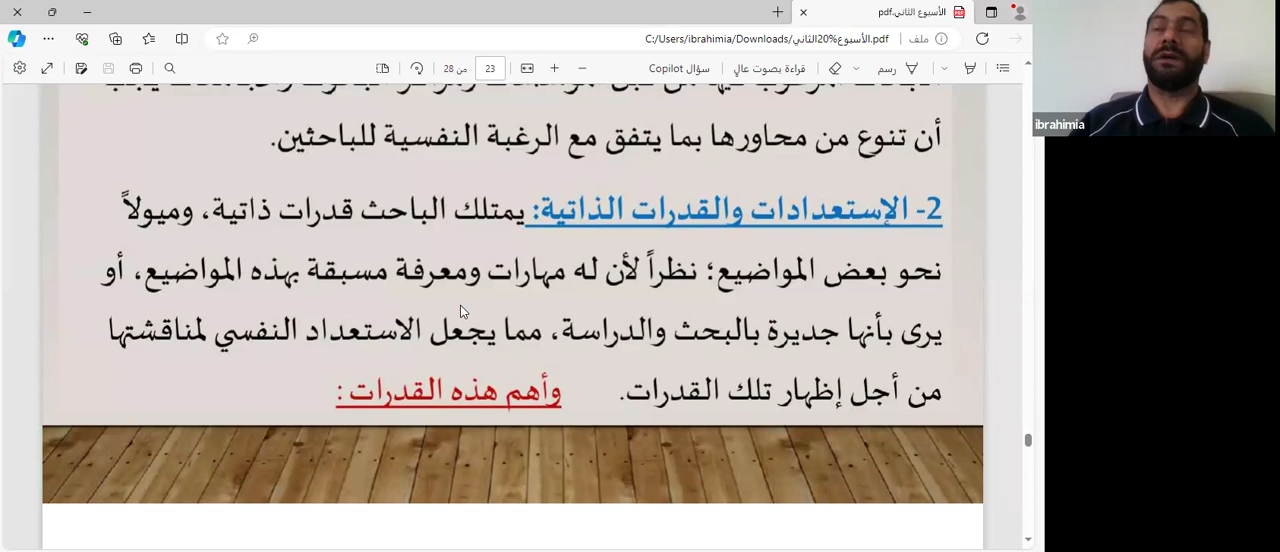 الأسبوع الثاني.pdf
ملف
C:/Users/ibrahimia/Downloads/الأسبوع%20الثاني.pdf
رسم
قراءة بصوت عالٍ
سؤال Copilot
23
من 28
ibrahimia
أن تنوع من محاورها بما يتفق مع الرغبة النفسية للباحثين.
2- الإستعدادات والقدرات الذاتية: يمتلك الباحث قدرات ذاتية، وميولاً
نحو بعض المواضيع؛ نظراً لأن له مهارات ومعرفة مسبقة بهذه المواضيع، أو
يرى بأنها جديرة بالبحث والدراسة، مما يجعل الاستعداد النفسي لمناقشتها
من أجل إظهار تلك القدرات. وأهم هذه القدرات :